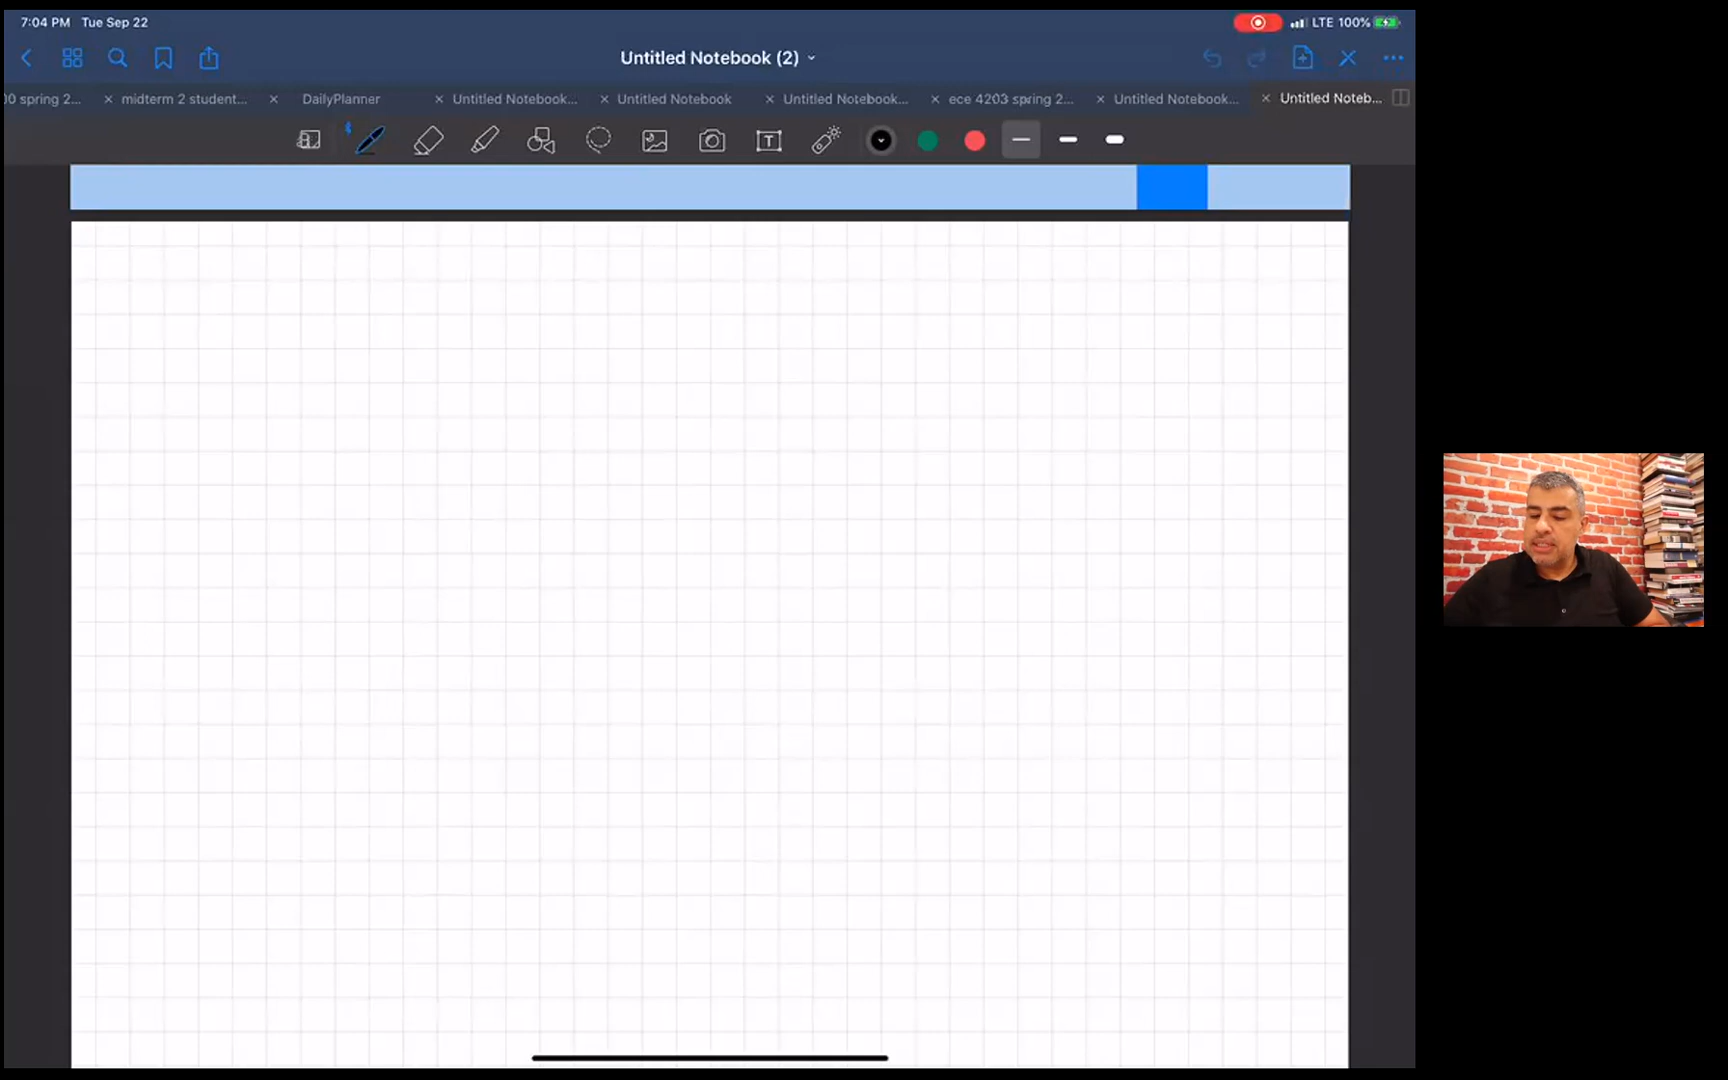 7:04 PM Tue Sep 22
LTE 100%
Untitled Notebook (2)
00 spring 2...
midterm 2 student...
DailyPlanner
Untitled Notebook...
Untitled Notebook
Untitled Notebook...
ece 4203 spring 2...
Untitled Notebook...
Untitled Noteb...
T